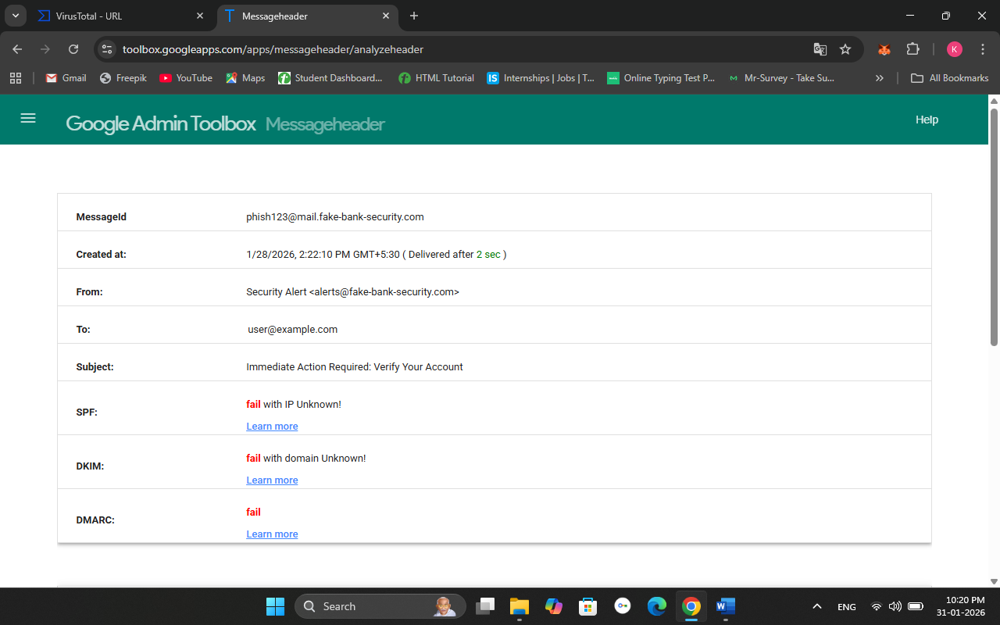 VirusTotal - URL
Messageheader
toolbox.googleapps.com/apps/messageheader/analyzeheader
K
Gmail
Freepik
YouTube
Maps
Student Dashboard...
HTML Tutorial
IS
Internships | Jobs | T...
Online Typing Test P...
M
Mr-Survey - Take Su...
All Bookmarks
Google Admin Toolbox Messageheader
Help
MessageId phish123@mail.fake-bank-security.com
Created at: 1/28/2026, 2:22:10 PM GMT+5:30 ( Delivered after 2 sec )
From: Security Alert <alerts@fake-bank-security.com>
To: user@example.com
Subject: Immediate Action Required: Verify Your Account
SPF: fail with IP Unknown!
Learn more
DKIM: fail with domain Unknown!
Learn more
DMARC: fail
Learn more
Search
ENG
10:20 PM
31-01-2026